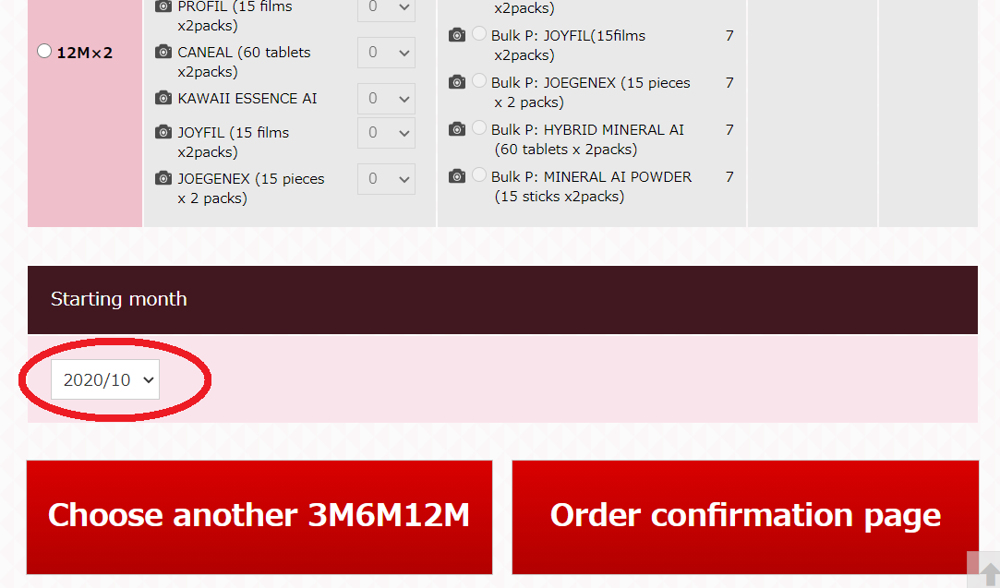 PROFIL (15 films
x2packs)
0
12M×2
CANEAL (60 tablets
x2packs)
0
KAWAII ESSENCE AI
0
JOYFIL (15 films
x2packs)
0
JOEGENEX (15 pieces
x 2 packs)
0
x2packs)
Bulk P: JOYFIL(15films
x2packs)
7
Bulk P: JOEGENEX (15 pieces
x 2 packs)
7
Bulk P: HYBRID MINERAL AI
(60 tablets x 2packs)
7
Bulk P: MINERAL AI POWDER
(15 sticks x2packs)
7
Starting month
2020/10
Choose another 3M6M12M
Order confirmation page